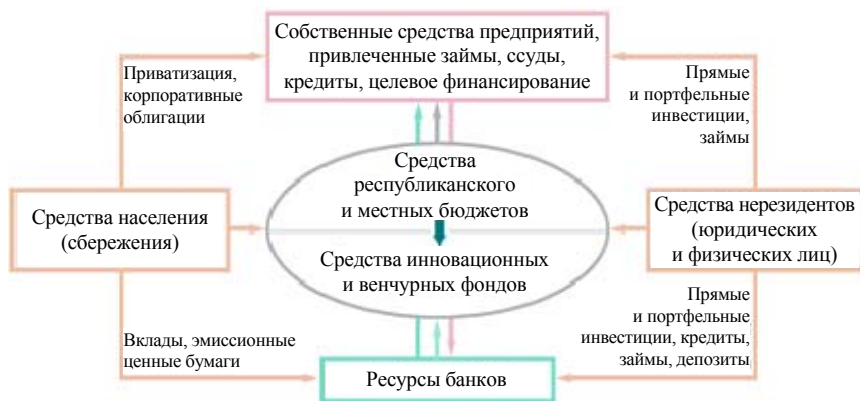 Собственные средства предприятий,
привлеченные займы, ссуды,
кредиты, целевое финансирование
Приватизация,
корпоративные
облигации
Прямые
и портфельные
инвестиции,
займы
Средства
республиканского
и местных бюджетов
Средства населения
(сбережения)
Средства нерезидентов
(юридических
и физических лиц)
Средства инновационных
и венчурных фондов
Вклады, эмиссионные
ценные бумаги
Прямые
и портфельные
инвестиции, кредиты,
займы, депозиты
Ресурсы банков